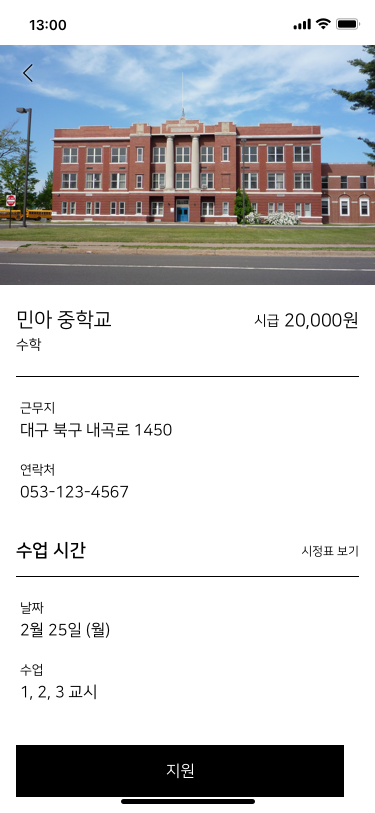 13:00
민아 중학교
시급 20,000원
수학
근무지
대구 북구 내곡로 1450
연락처
053-123-4567
수업 시간
시정표 보기
날짜
2월 25일 (월)
수업
1, 2, 3 교시
지원